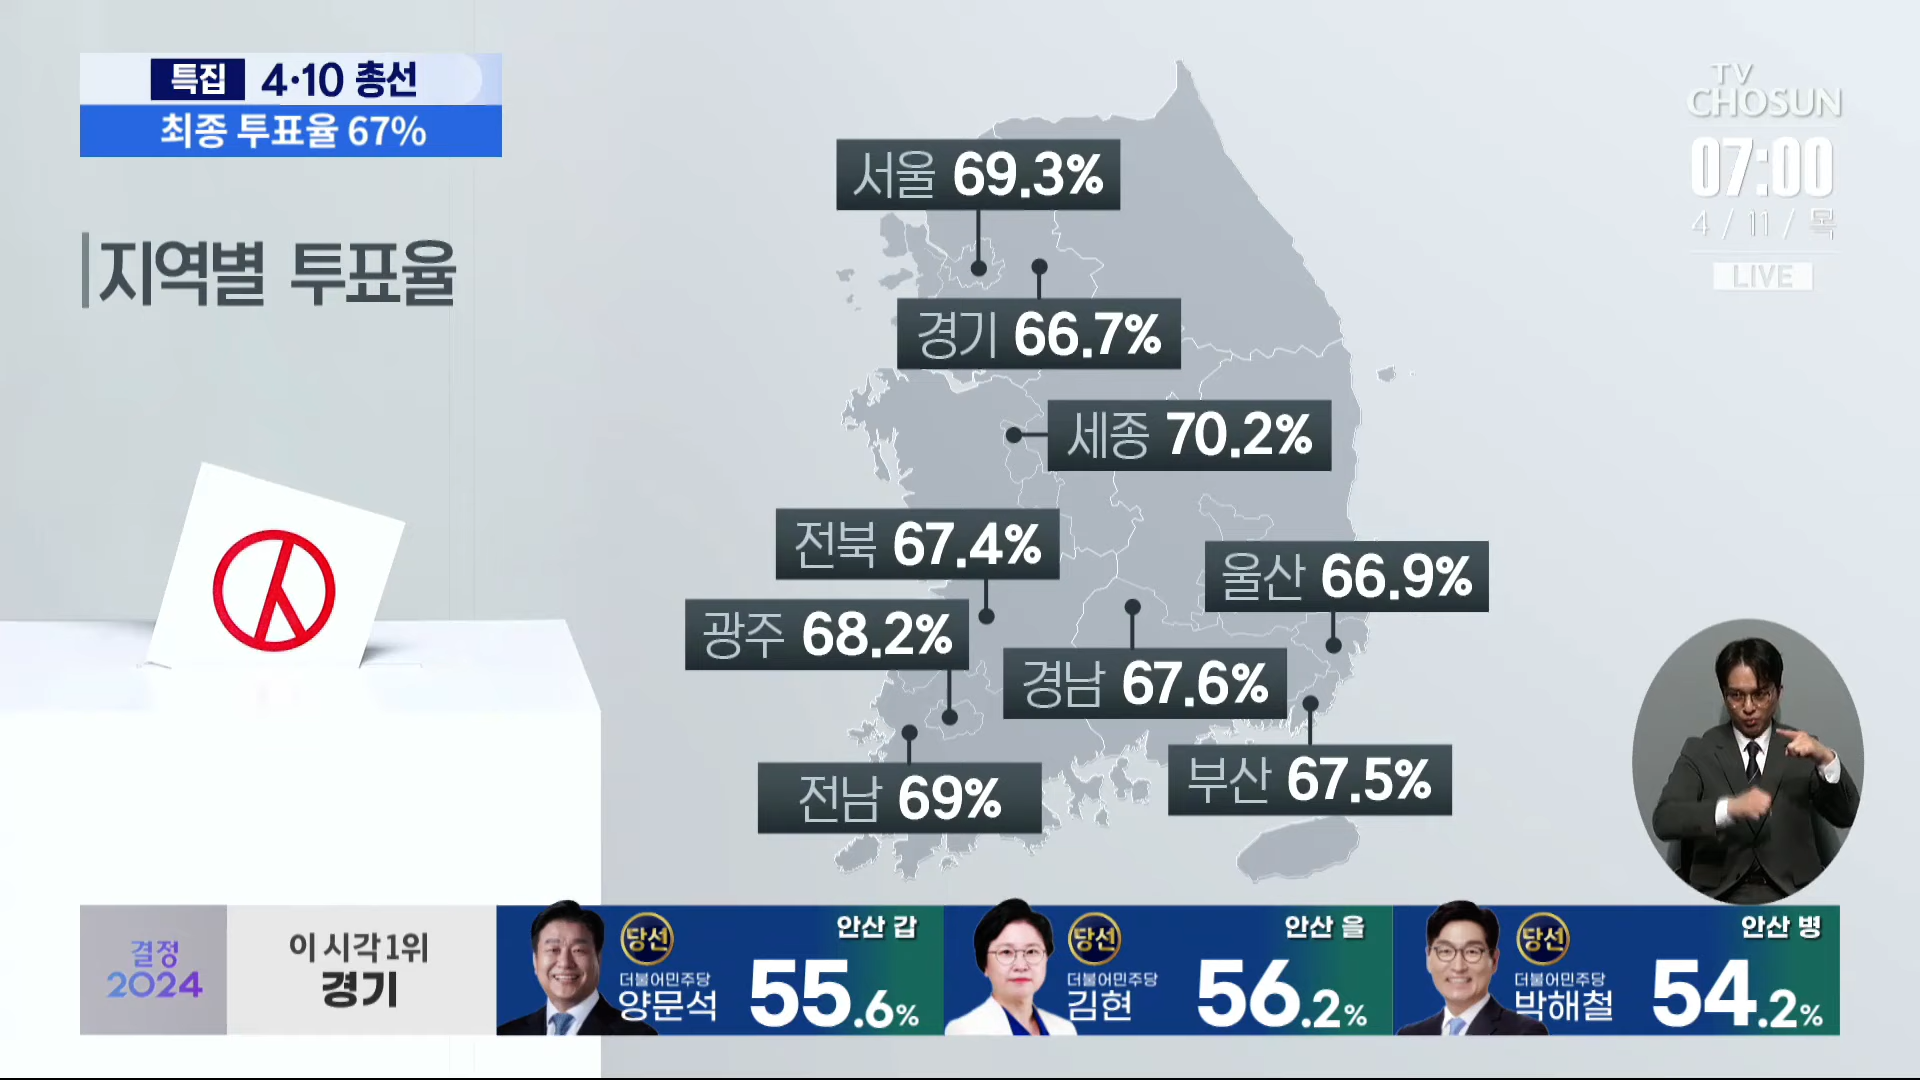 특집 4·10 총선
최종 투표율 67%
TV
CHOSUN
07:00
4 / 11 / 목
LIVE
지역별 투표율
서울 69.3%
경기 66.7%
세종 70.2%
전북 67.4%
울산 66.9%
광주 68.2%
경남 67.6%
부산 67.5%
전남 69%
결정
2024
이 시각 1위
경기
안산 갑
당선
더불어민주당
양문석
55.6%
안산 을
당선
더불어민주당
김현
56.2%
안산 병
당선
더불어민주당
박해철
54.2%